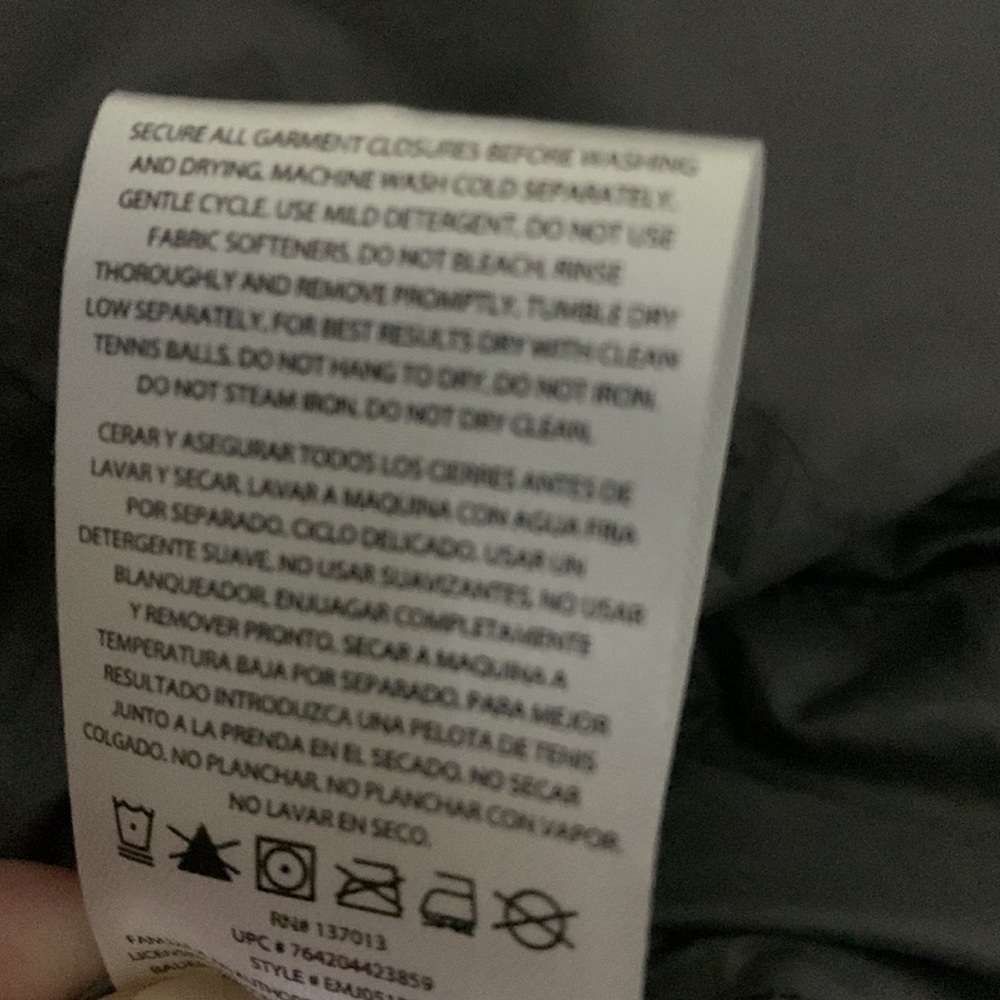 SECURE ALL GARMENT CLOSURES BEFORE WASHING
AND DRYING. MACHINE WASH COLD SEPARATELY.
GENTLE CYCLE. USE MILD DETERGENT. DO NOT USE
FABRIC SOFTENERS. DO NOT BLEACH. RINSE
THOROUGHLY AND REMOVE PROMPTLY. TUMBLE DRY
LOW SEPARATELY. FOR BEST RESULTS DRY WITH CLEAN
TENNIS BALLS. DO NOT HANG TO DRY. DO NOT IRON.
DO NOT STEAM IRON. DO NOT DRY CLEAN.
CERAR Y ASEGURAR TODOS LOS CIERRES ANTES DE
LAVAR Y SECAR. LAVAR A MAQUINA CON AGUA FRIA
POR SEPARADO. CICLO DELICADO. USAR UN
DETERGENTE SUAVE. NO USAR SUAVIZANTES. NO USAR
BLANQUEADOR. ENJUAGAR COMPLETAMENTE
Y REMOVER PRONTO. SECAR A MAQUINA A
TEMPERATURA BAJA POR SEPARADO. PARA MEJOR
RESULTADO INTRODUZCA UNA PELOTA DE TENIS
JUNTO A LA PRENDA EN EL SECADO. NO SECAR
COLGADO. NO PLANCHAR. NO PLANCHAR CON VAPOR.
NO LAVAR EN SECO.
RN# 137013
UPC # 764204423859
STYLE #